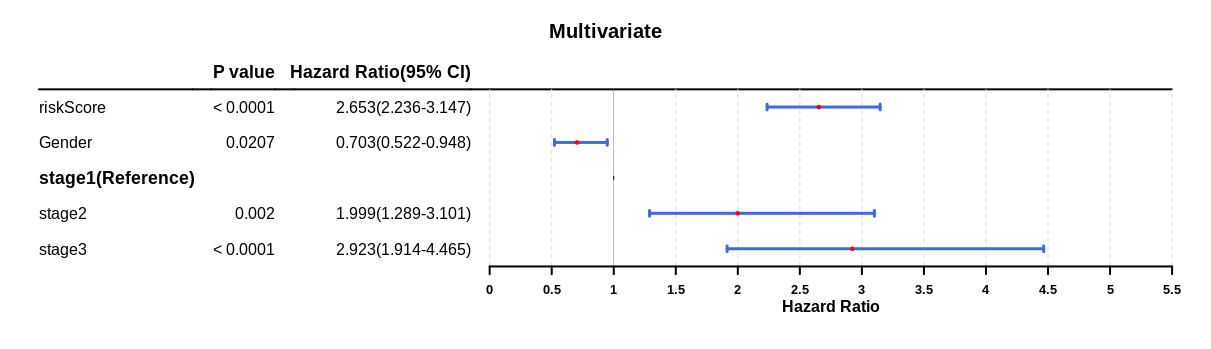 Multivariate
P value Hazard Ratio(95% CI)
riskScore < 0.0001 2.653(2.236-3.147)
Gender 0.0207 0.703(0.522-0.948)
stage1(Reference)
stage2 0.002 1.999(1.289-3.101)
stage3 < 0.0001 2.923(1.914-4.465)
0 0.5 1 1.5 2 2.5 3 3.5 4 4.5 5 5.5
Hazard Ratio